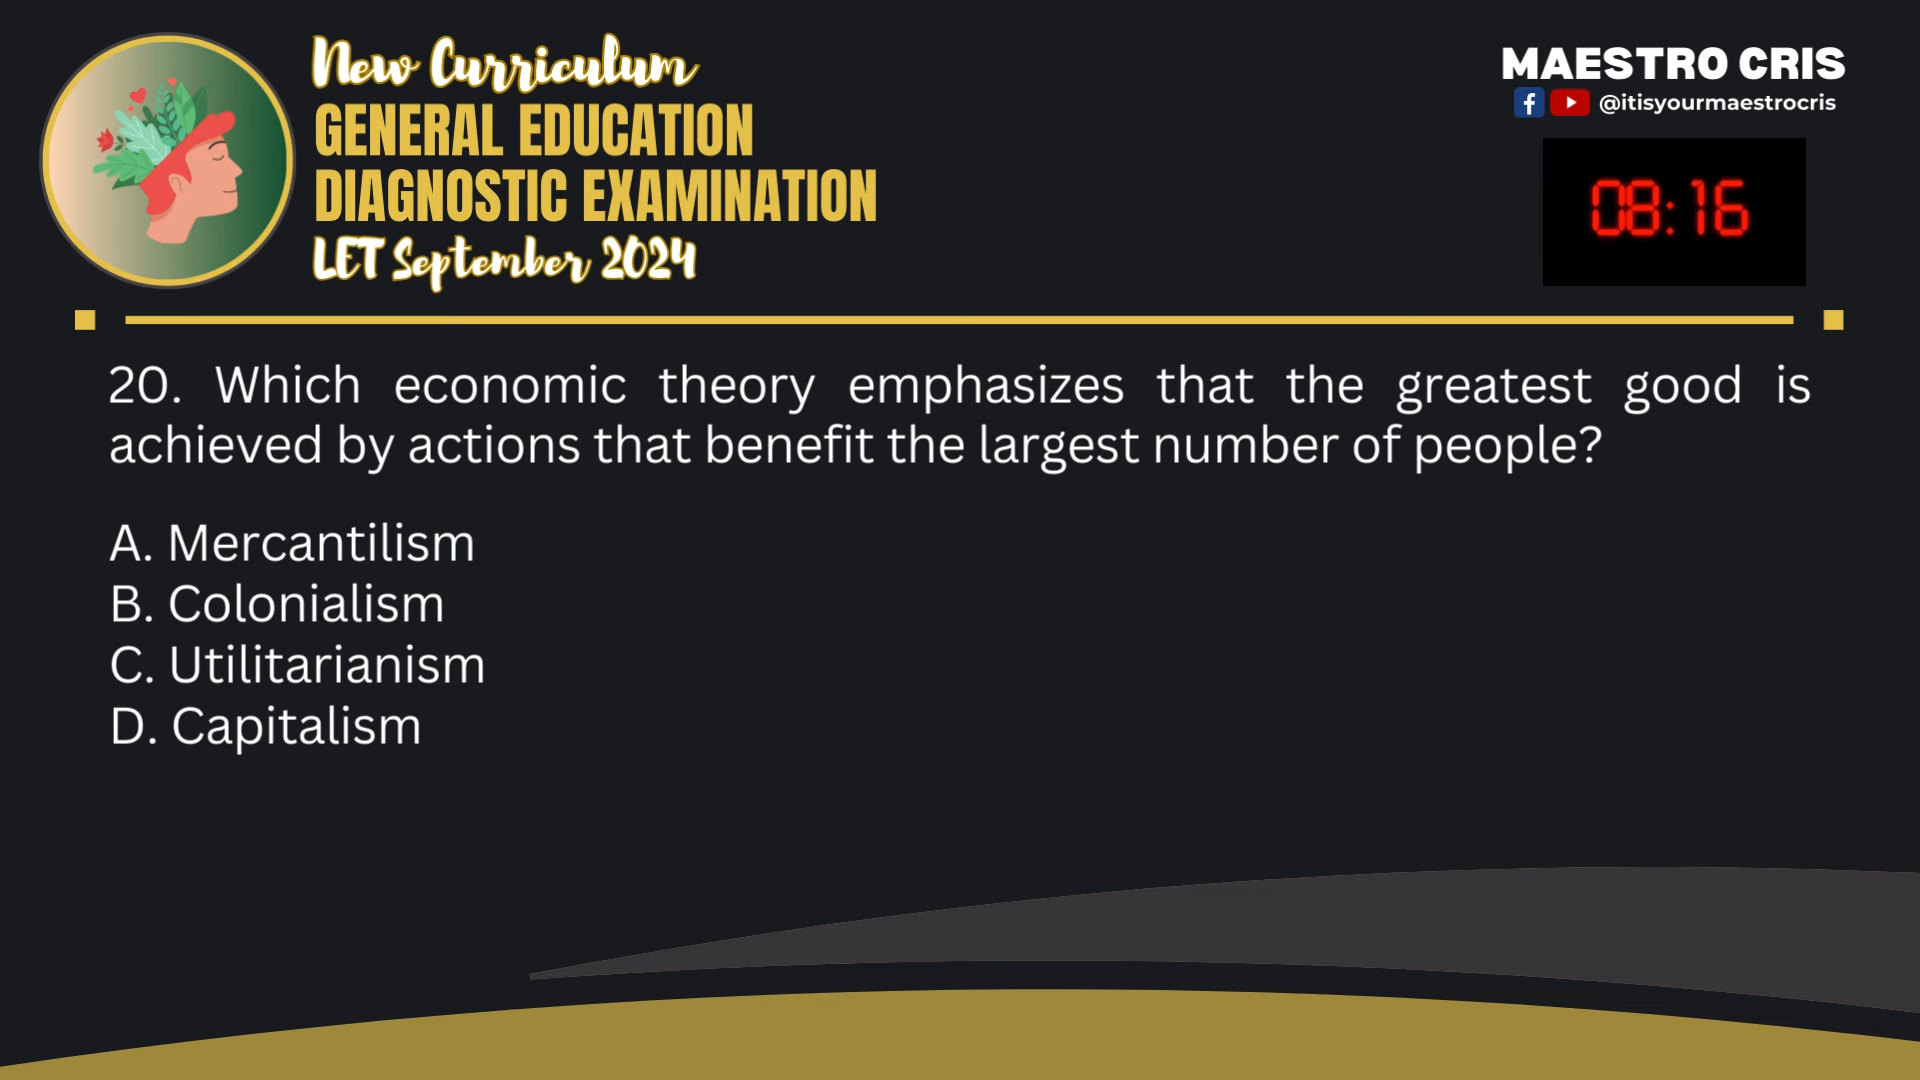 New Curriculum
GENERAL EDUCATION
DIAGNOSTIC EXAMINATION
LET September 2024
MAESTRO CRIS
@itisyourmaestrocris
08:16
20. Which economic theory emphasizes that the greatest good is
achieved by actions that benefit the largest number of people?
A. Mercantilism
B. Colonialism
C. Utilitarianism
D. Capitalism